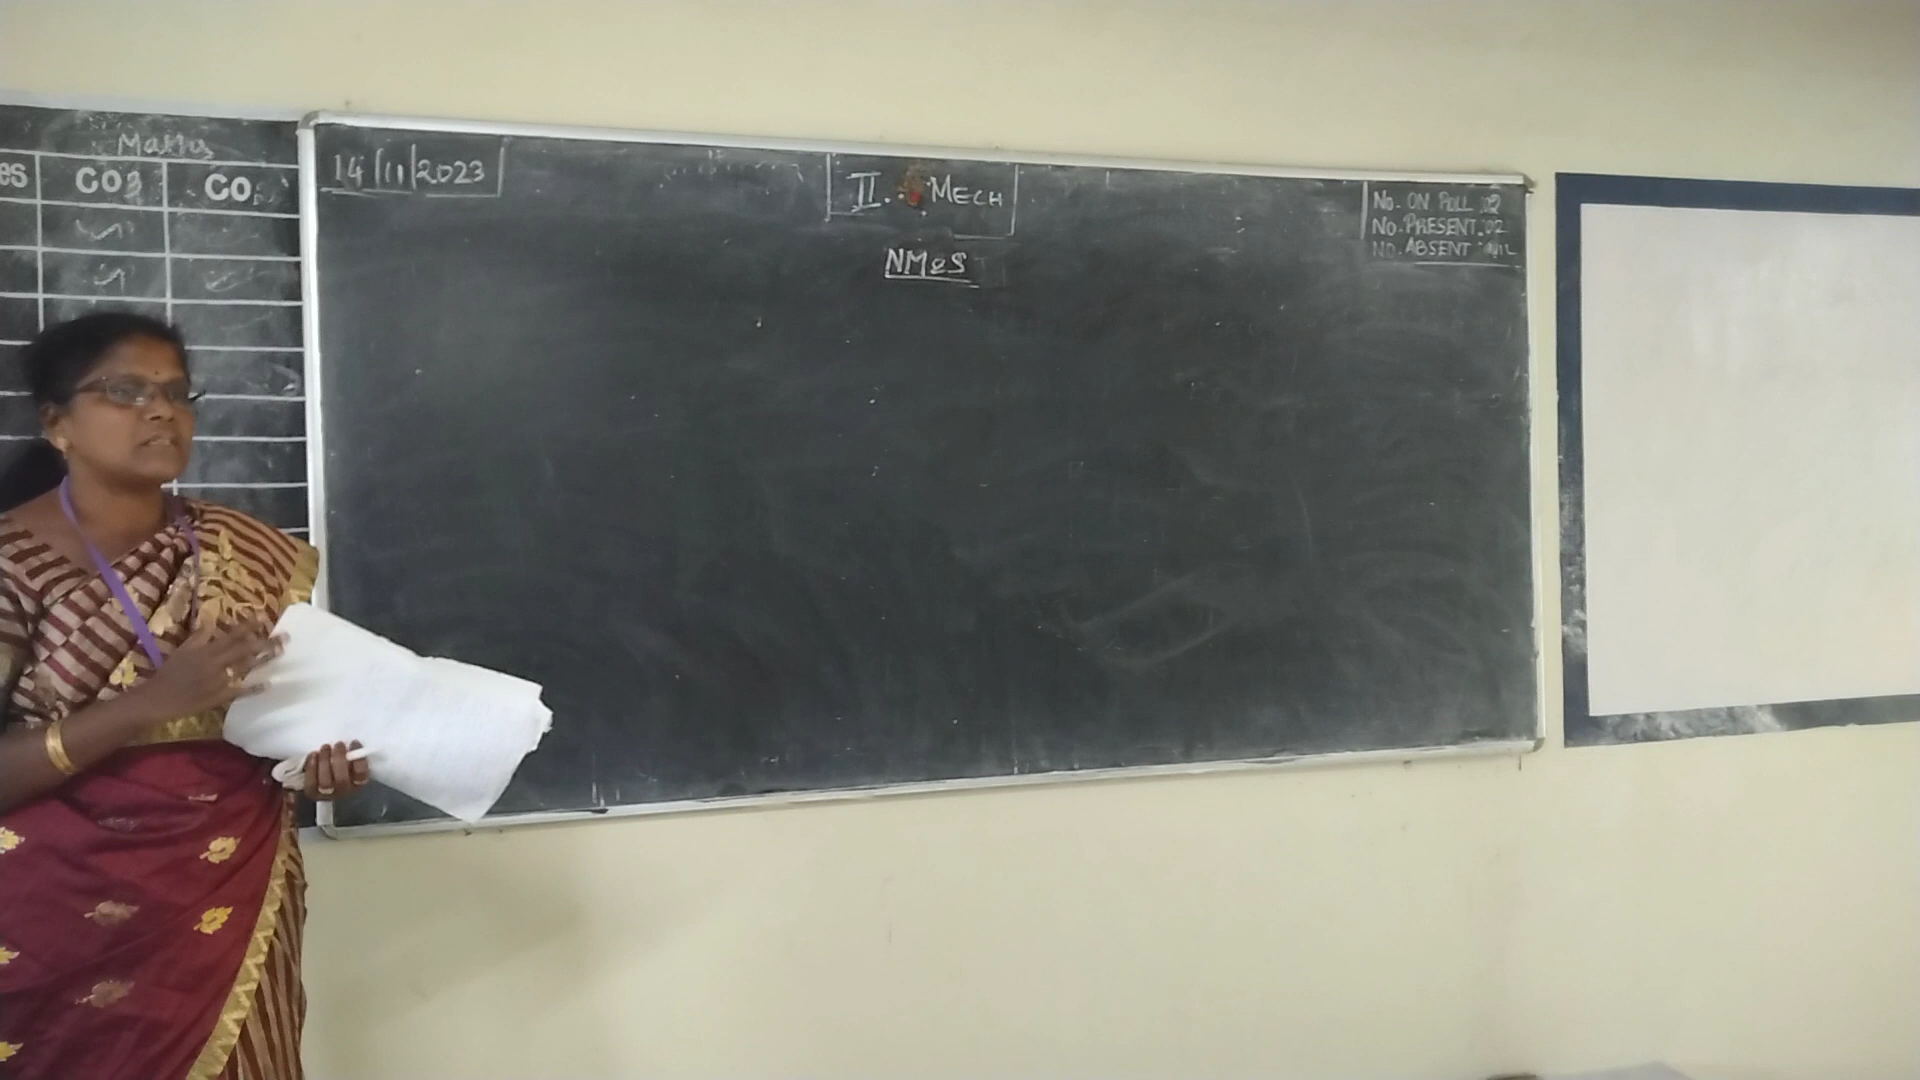 Maths
es CO3 CO
14/11/2023
II. MECH
NM&S
No. ON ROLL :02
No. PRESENT :02
No. ABSENT : NIL